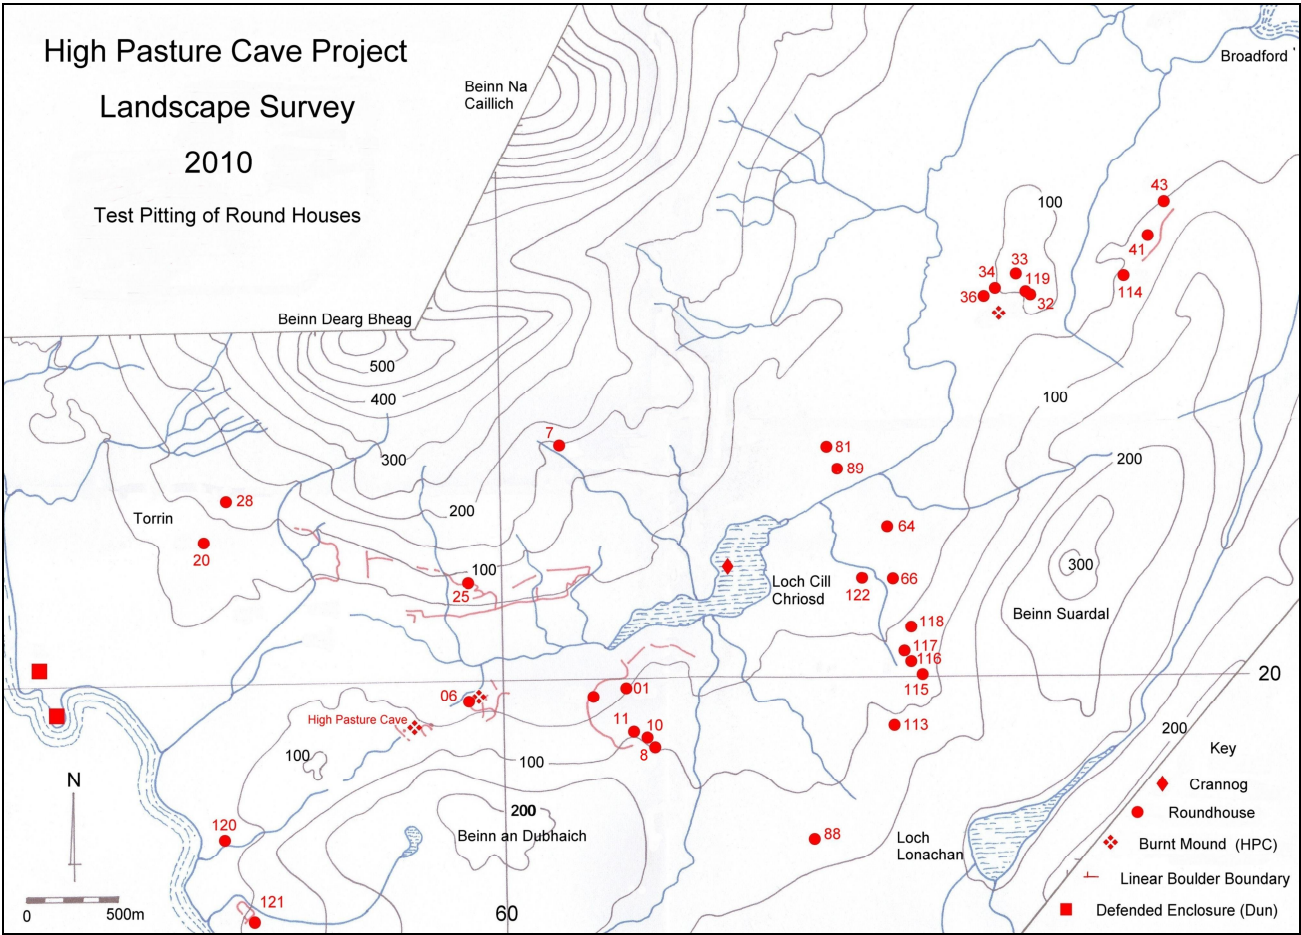 High Pasture Cave Project
Landscape Survey
2010
Test Pitting of Round Houses
Beinn Na
Caillich
Broadford
43
100
41
33
34
119
114
36
32
Beinn Dearg Bheag
500
400
100
7
81
300
200
89
28
200
Torrin
64
20
100
300
25
Loch Cill
Chriosd
122
66
Beinn Suardal
118
117
116
20
115
06
01
High Pasture Cave
11
10
113
200
8
Key
100
100
N
Crannog
200
Roundhouse
120
Beinn an Dubhaich
88
Loch
Lonachan
Burnt Mound (HPC)
Linear Boulder Boundary
121
0
500m
60
Defended Enclosure (Dun)